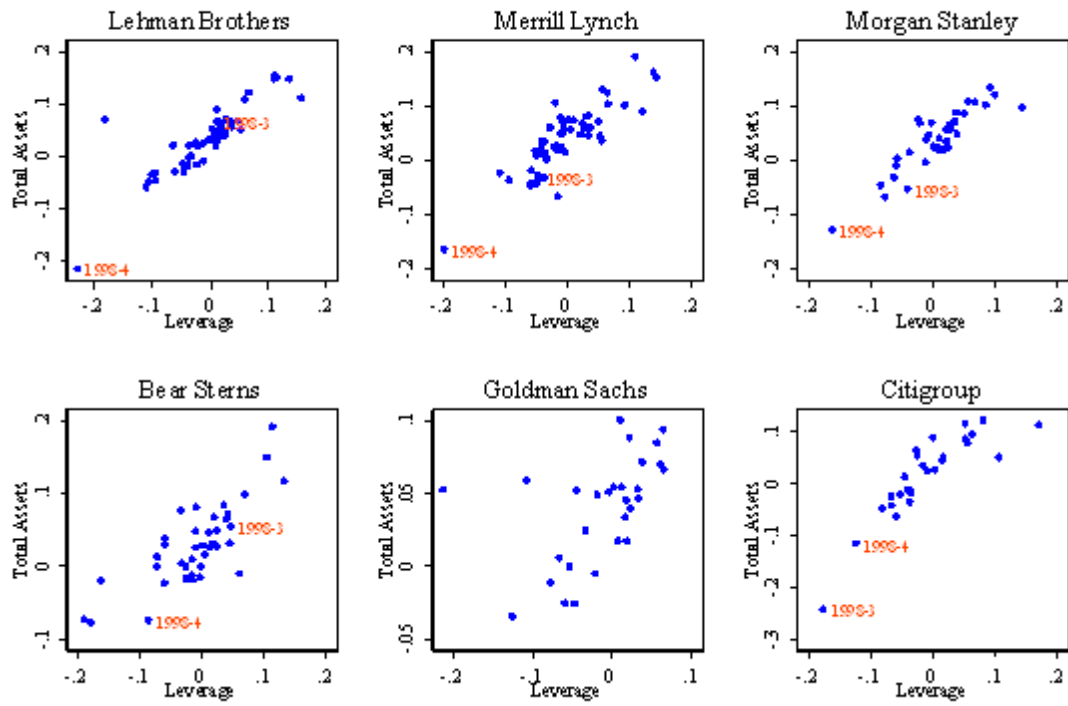 Lehman Brothers
Total Assets
.2
.1
0
-.1
-.2
1998-3
1998-4
-.2 -.1 0 .1 .2
Leverage
Merrill Lynch
Total Assets
.2
.1
0
-.1
-.2
1998-3
1998-4
-.2 -.1 0 .1 .2
Leverage
Morgan Stanley
Total Assets
.2
.1
0
-.1
-.2
1998-3
1998-4
-.2 -.1 0 .1 .2
Leverage
Bear Sterns
Total Assets
.2
.1
0
-.1
1998-3
1998-4
-.2 -.1 0 .1 .2
Leverage
Goldman Sachs
Total Assets
.1
.05
0
.05
-.2 -.1 0 .1 .2
Leverage
Citigroup
Total Assets
.1
0
-.1
-.2
-.3
1998-4
1998-3
-.2 -.1 0 .1 .2
Leverage